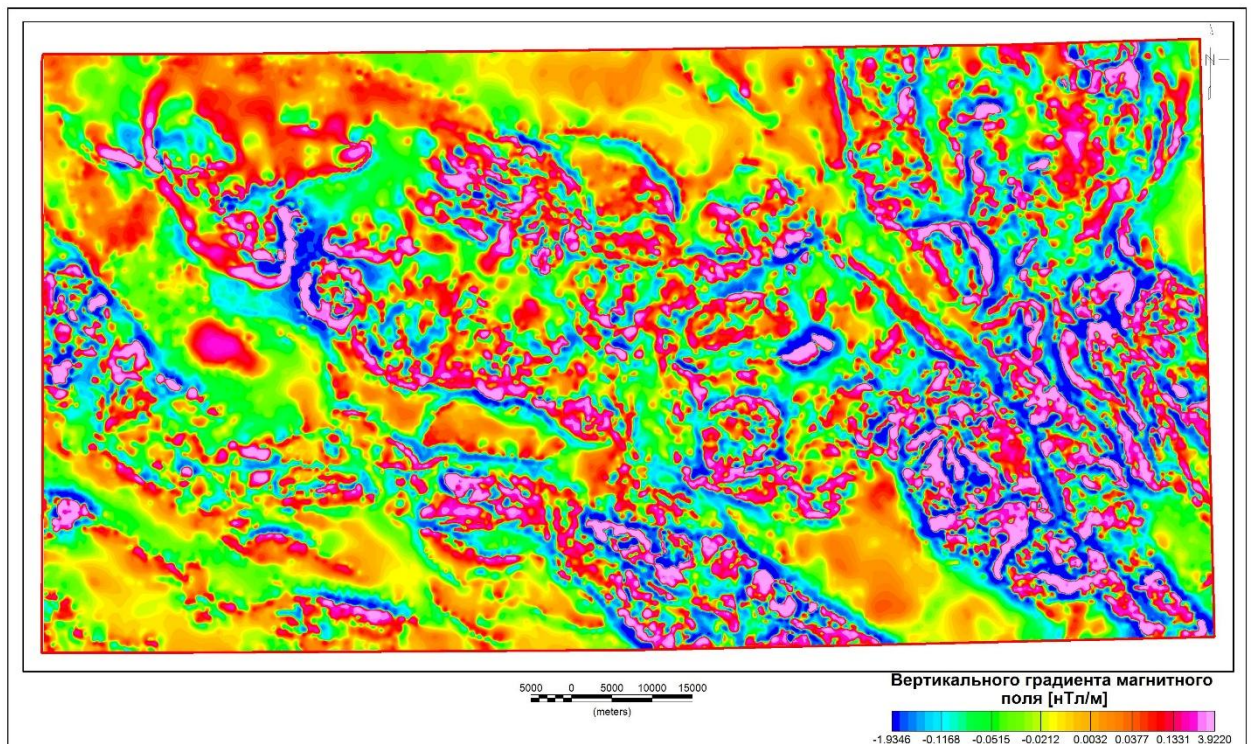 N
5000 0 5000 10000 15000
(meters)
Вертикального градиента магнитного
поля [нТл/м]
-1.9346 -0.1168 -0.0515 -0.0212 0.0032 0.0377 0.1331 3.9220